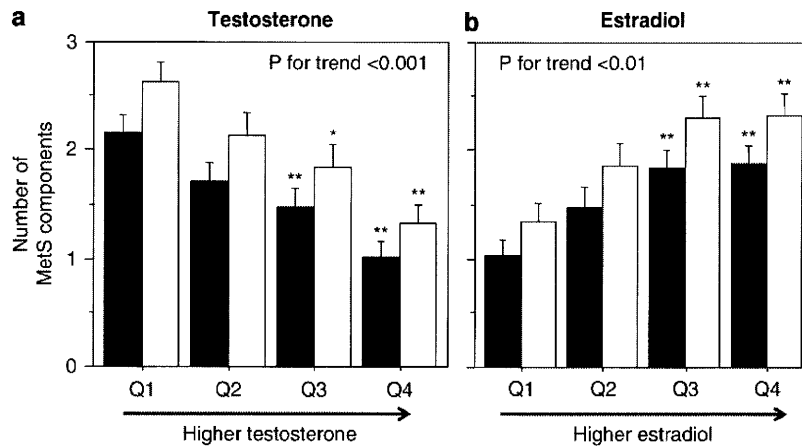 a
Testosterone
b
Estradiol
Number of
MetS components
3
2
1
0
P for trend <0.001
**
*
**
**
P for trend <0.01
**
**
**
**
Q1 Q2 Q3 Q4
Q1 Q2 Q3 Q4
Higher testosterone
Higher estradiol